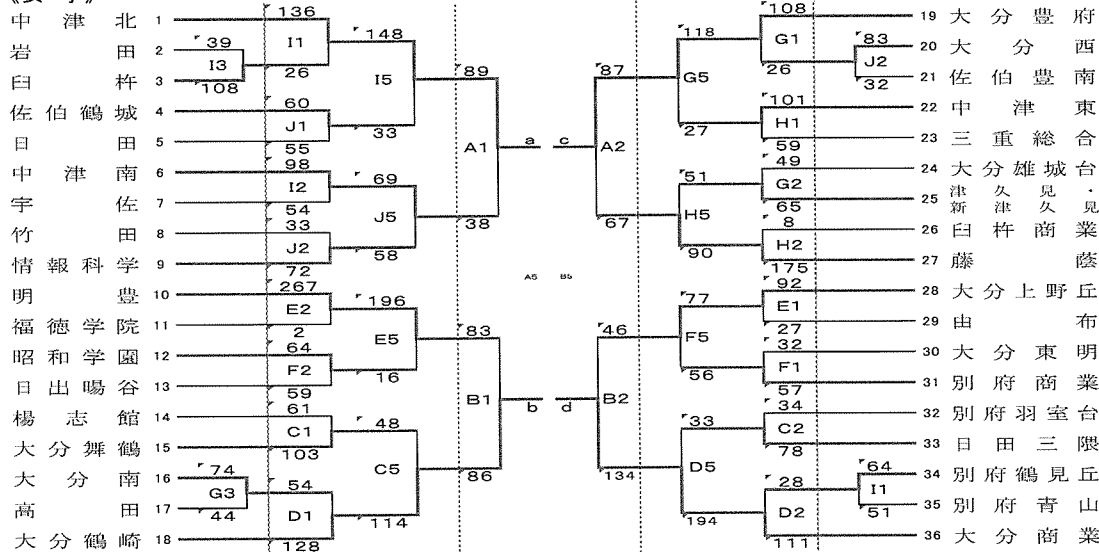 中津北 1 136
I1
岩田 2 39
I3 26
臼杵 3 108
148
I5 89
佐伯鶴城 4 60
J1 33
日田 5 55
A1 a
中津南 6 98
I2 69
宇佐 7 54
J5 38
竹田 8 33
J2 58
情報科学 9 72
明豊 10 267
E2 196
福徳学院 11 2
E5 83
昭和学園 12 64
F2 16
日出暘谷 13 59
B1 b
楊志館 14 61
C1 48
大分舞鶴 15 103
C5 86
大分南 16 74
G3 54
高田 17 44
D1 114
大分鶴崎 18 128
A5 B5
108 19 大分豊府
118 G1
83 20 大分西
26 J2
32 21 佐伯豊南
87 G5
101 22 中津東
27 H1
59 23 三重総合
c A2
49 24 大分雄城台
51 G2
65 25 津久見・
新津久見
67 H5
8 26 臼杵商業
90 H2
175 27 藤蔭
92 28 大分上野丘
77 E1
27 29 由布
46 F5
32 30 大分東明
56 F1
57 31 別府商業
d B2
34 32 別府羽室台
33 C2
78 33 日田三隈
134 D5
64 34 別府鶴見丘
28 I1
51 35 別府青山
194 D2
111 36 大分商業